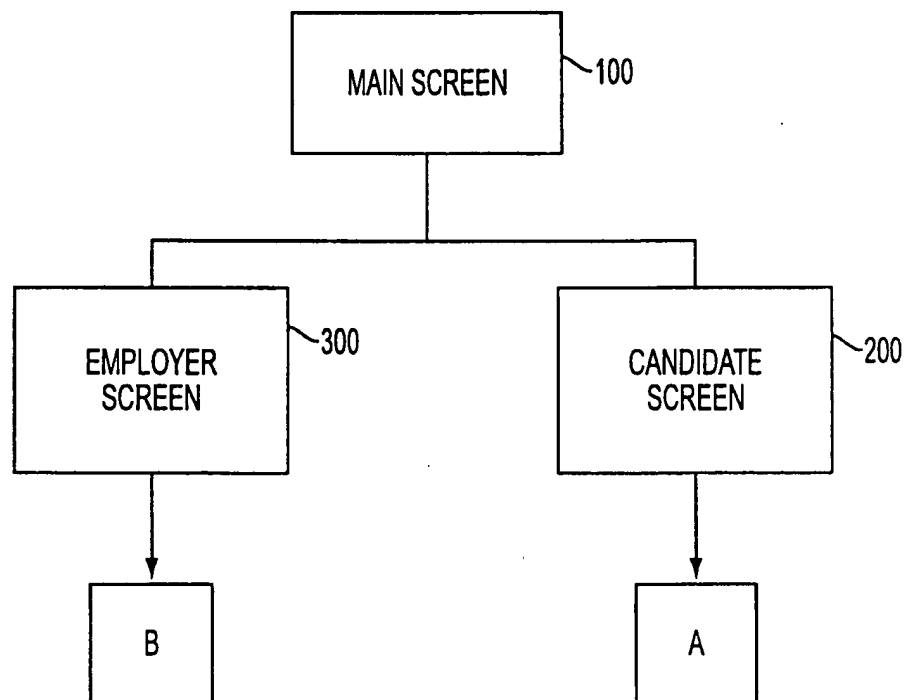 MAIN SCREEN
100
EMPLOYER
SCREEN
300
CANDIDATE
SCREEN
200
B
A